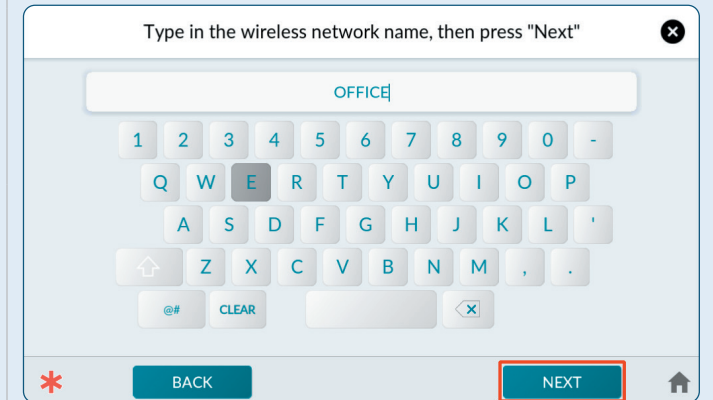 Type in the wireless network name, then press "Next"
OFFICE
1 2 3 4 5 6 7 8 9 0 -
Q W E R T Y U I O P
A S D F G H J K L '
Z X C V B N M , .
@# CLEAR
BACK NEXT